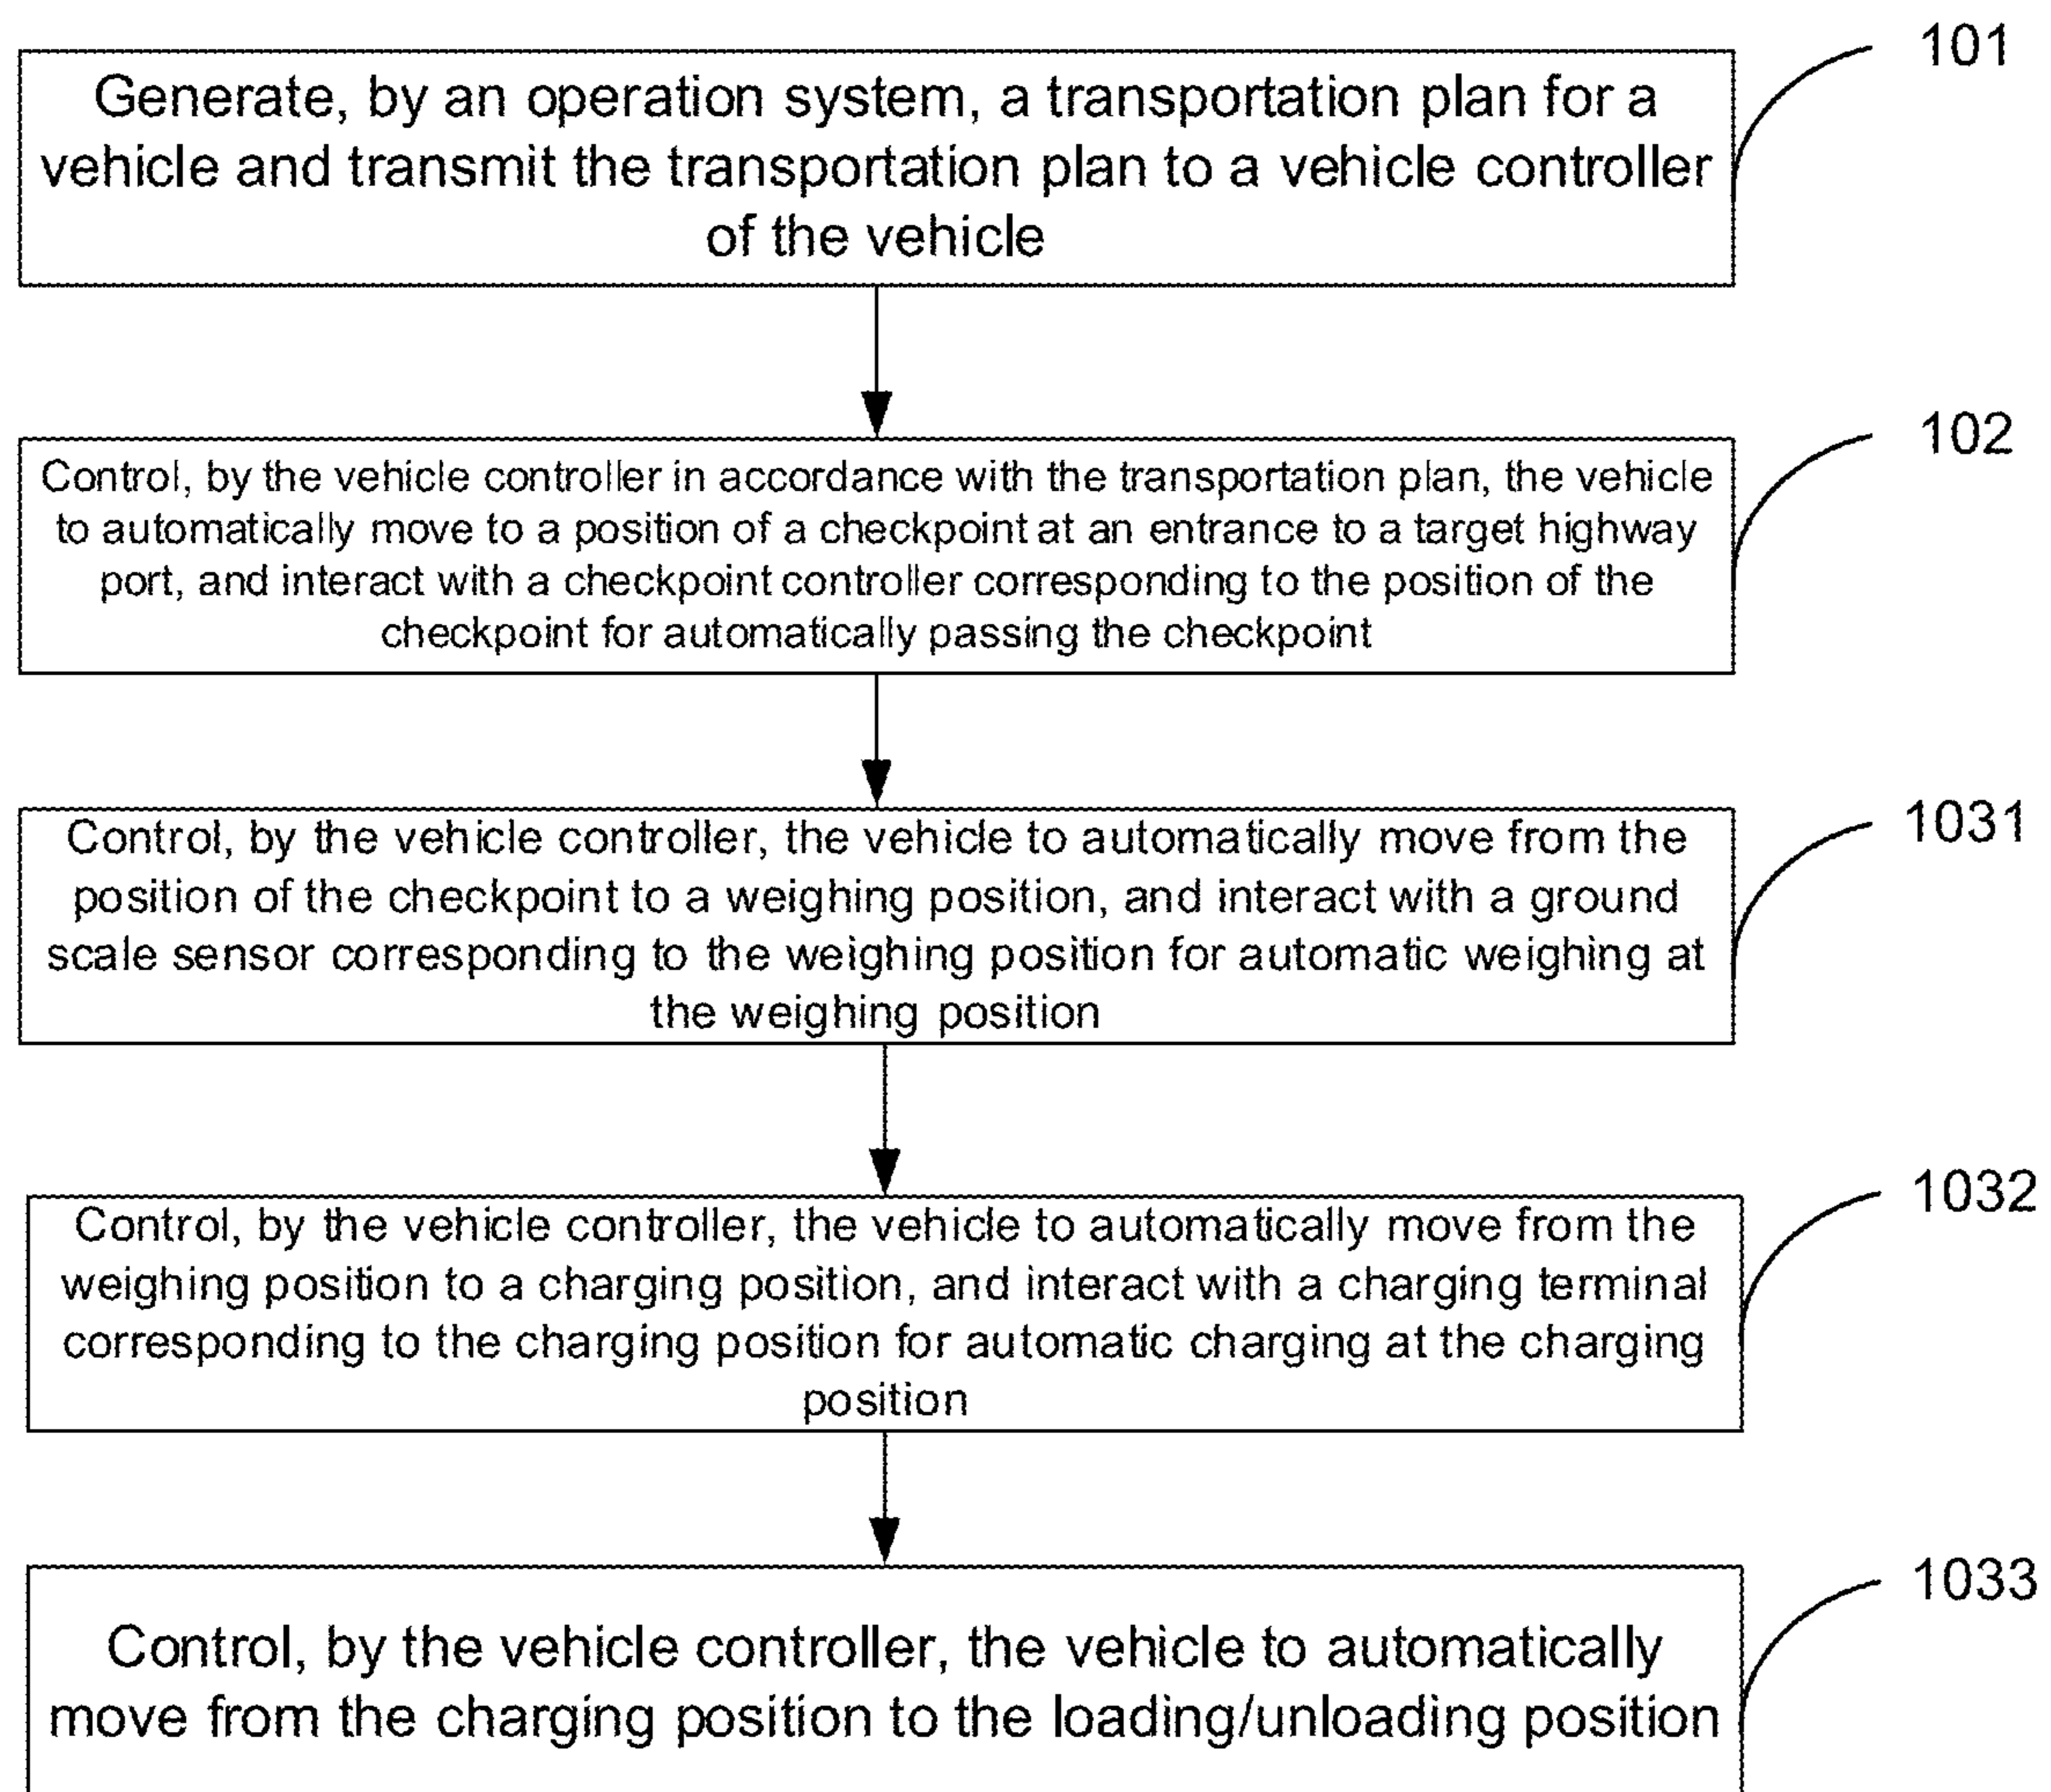 101
Generate, by an operation system, a transportation plan for a
vehicle and transmit the transportation plan to a vehicle controller
of the vehicle
102
Control, by the vehicle controller in accordance with the transportation plan, the vehicle
to automatically move to a position of a checkpoint at an entrance to a target highway
port, and interact with a checkpoint controller corresponding to the position of the
checkpoint for automatically passing the checkpoint
1031
Control, by the vehicle controller, the vehicle to automatically move from the
position of the checkpoint to a weighing position, and interact with a ground
scale sensor corresponding to the weighing position for automatic weighing at
the weighing position
1032
Control, by the vehicle controller, the vehicle to automatically move from the
weighing position to a charging position, and interact with a charging terminal
corresponding to the charging position for automatic charging at the charging
position
1033
Control, by the vehicle controller, the vehicle to automatically
move from the charging position to the loading/unloading position